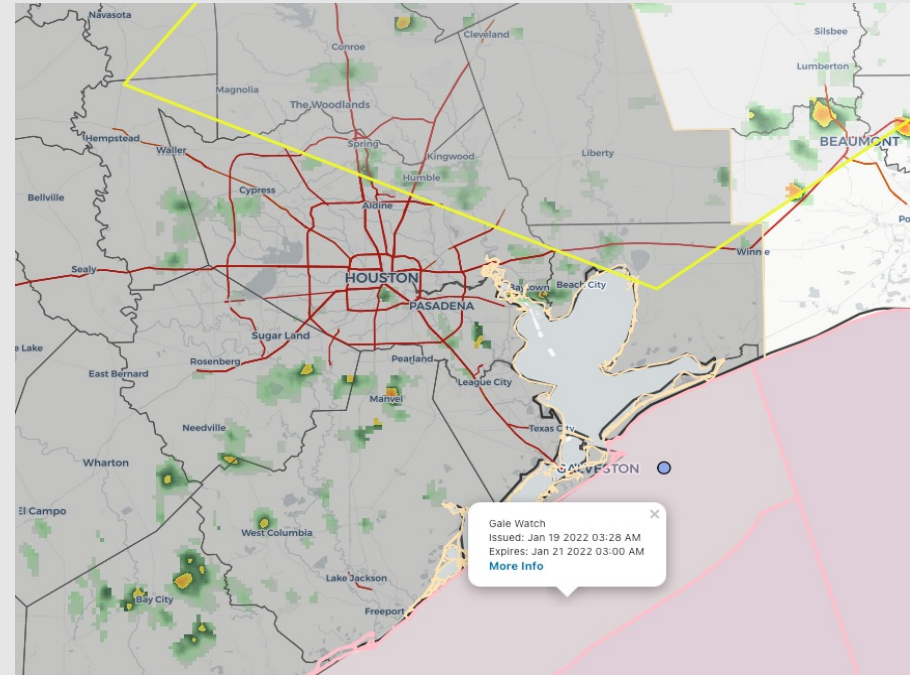 Navasota
Silsbee
Cleveland
Conroe
Lumberton
Magnolia
The Woodlands
Hempstead
BEAUMONT
Spring
Waller
Kingwood
Liberty
Humble
Cypress
Bellville
Aldine
Po
Winnie
Sealy
HOUSTON
Baytown
Beach City
PASADENA
Sugar Land
e Lake
Pearland
Rosenberg
East Bernard
League City
Manvel
Needville
Texas City
Wharton
GALVESTON
El Campo
Gale Watch
×
Issued: Jan 19 2022 03:28 AM
Expires: Jan 21 2022 03:00 AM
More Info
West Columbia
Lake Jackson
Bay City
Freeport